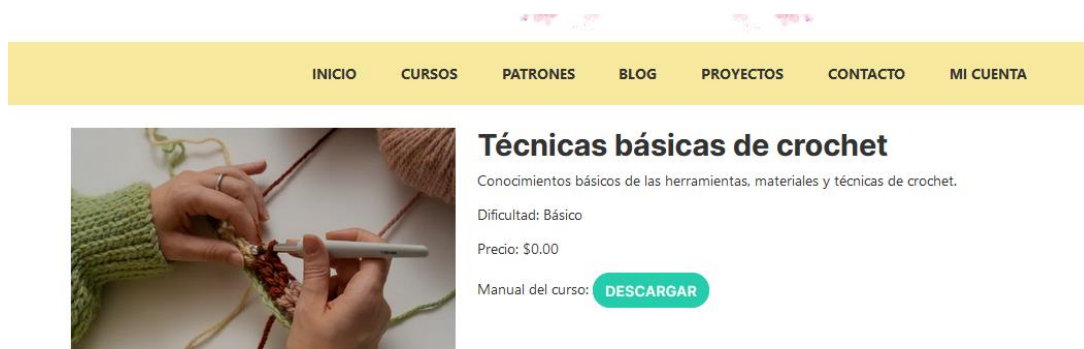 INICIO CURSOS PATRONES BLOG PROYECTOS CONTACTO MI CUENTA
Técnicas básicas de crochet
Conocimientos básicos de las herramientas, materiales y técnicas de crochet.
Dificultad: Básico
Precio: $0.00
Manual del curso: DESCARGAR